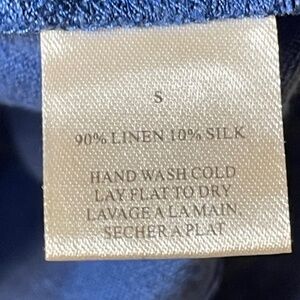 S
90% LINEN 10% SILK
HAND WASH COLD
LAY FLAT TO DRY
LAVAGE A LA MAIN.
SECHER A PLAT